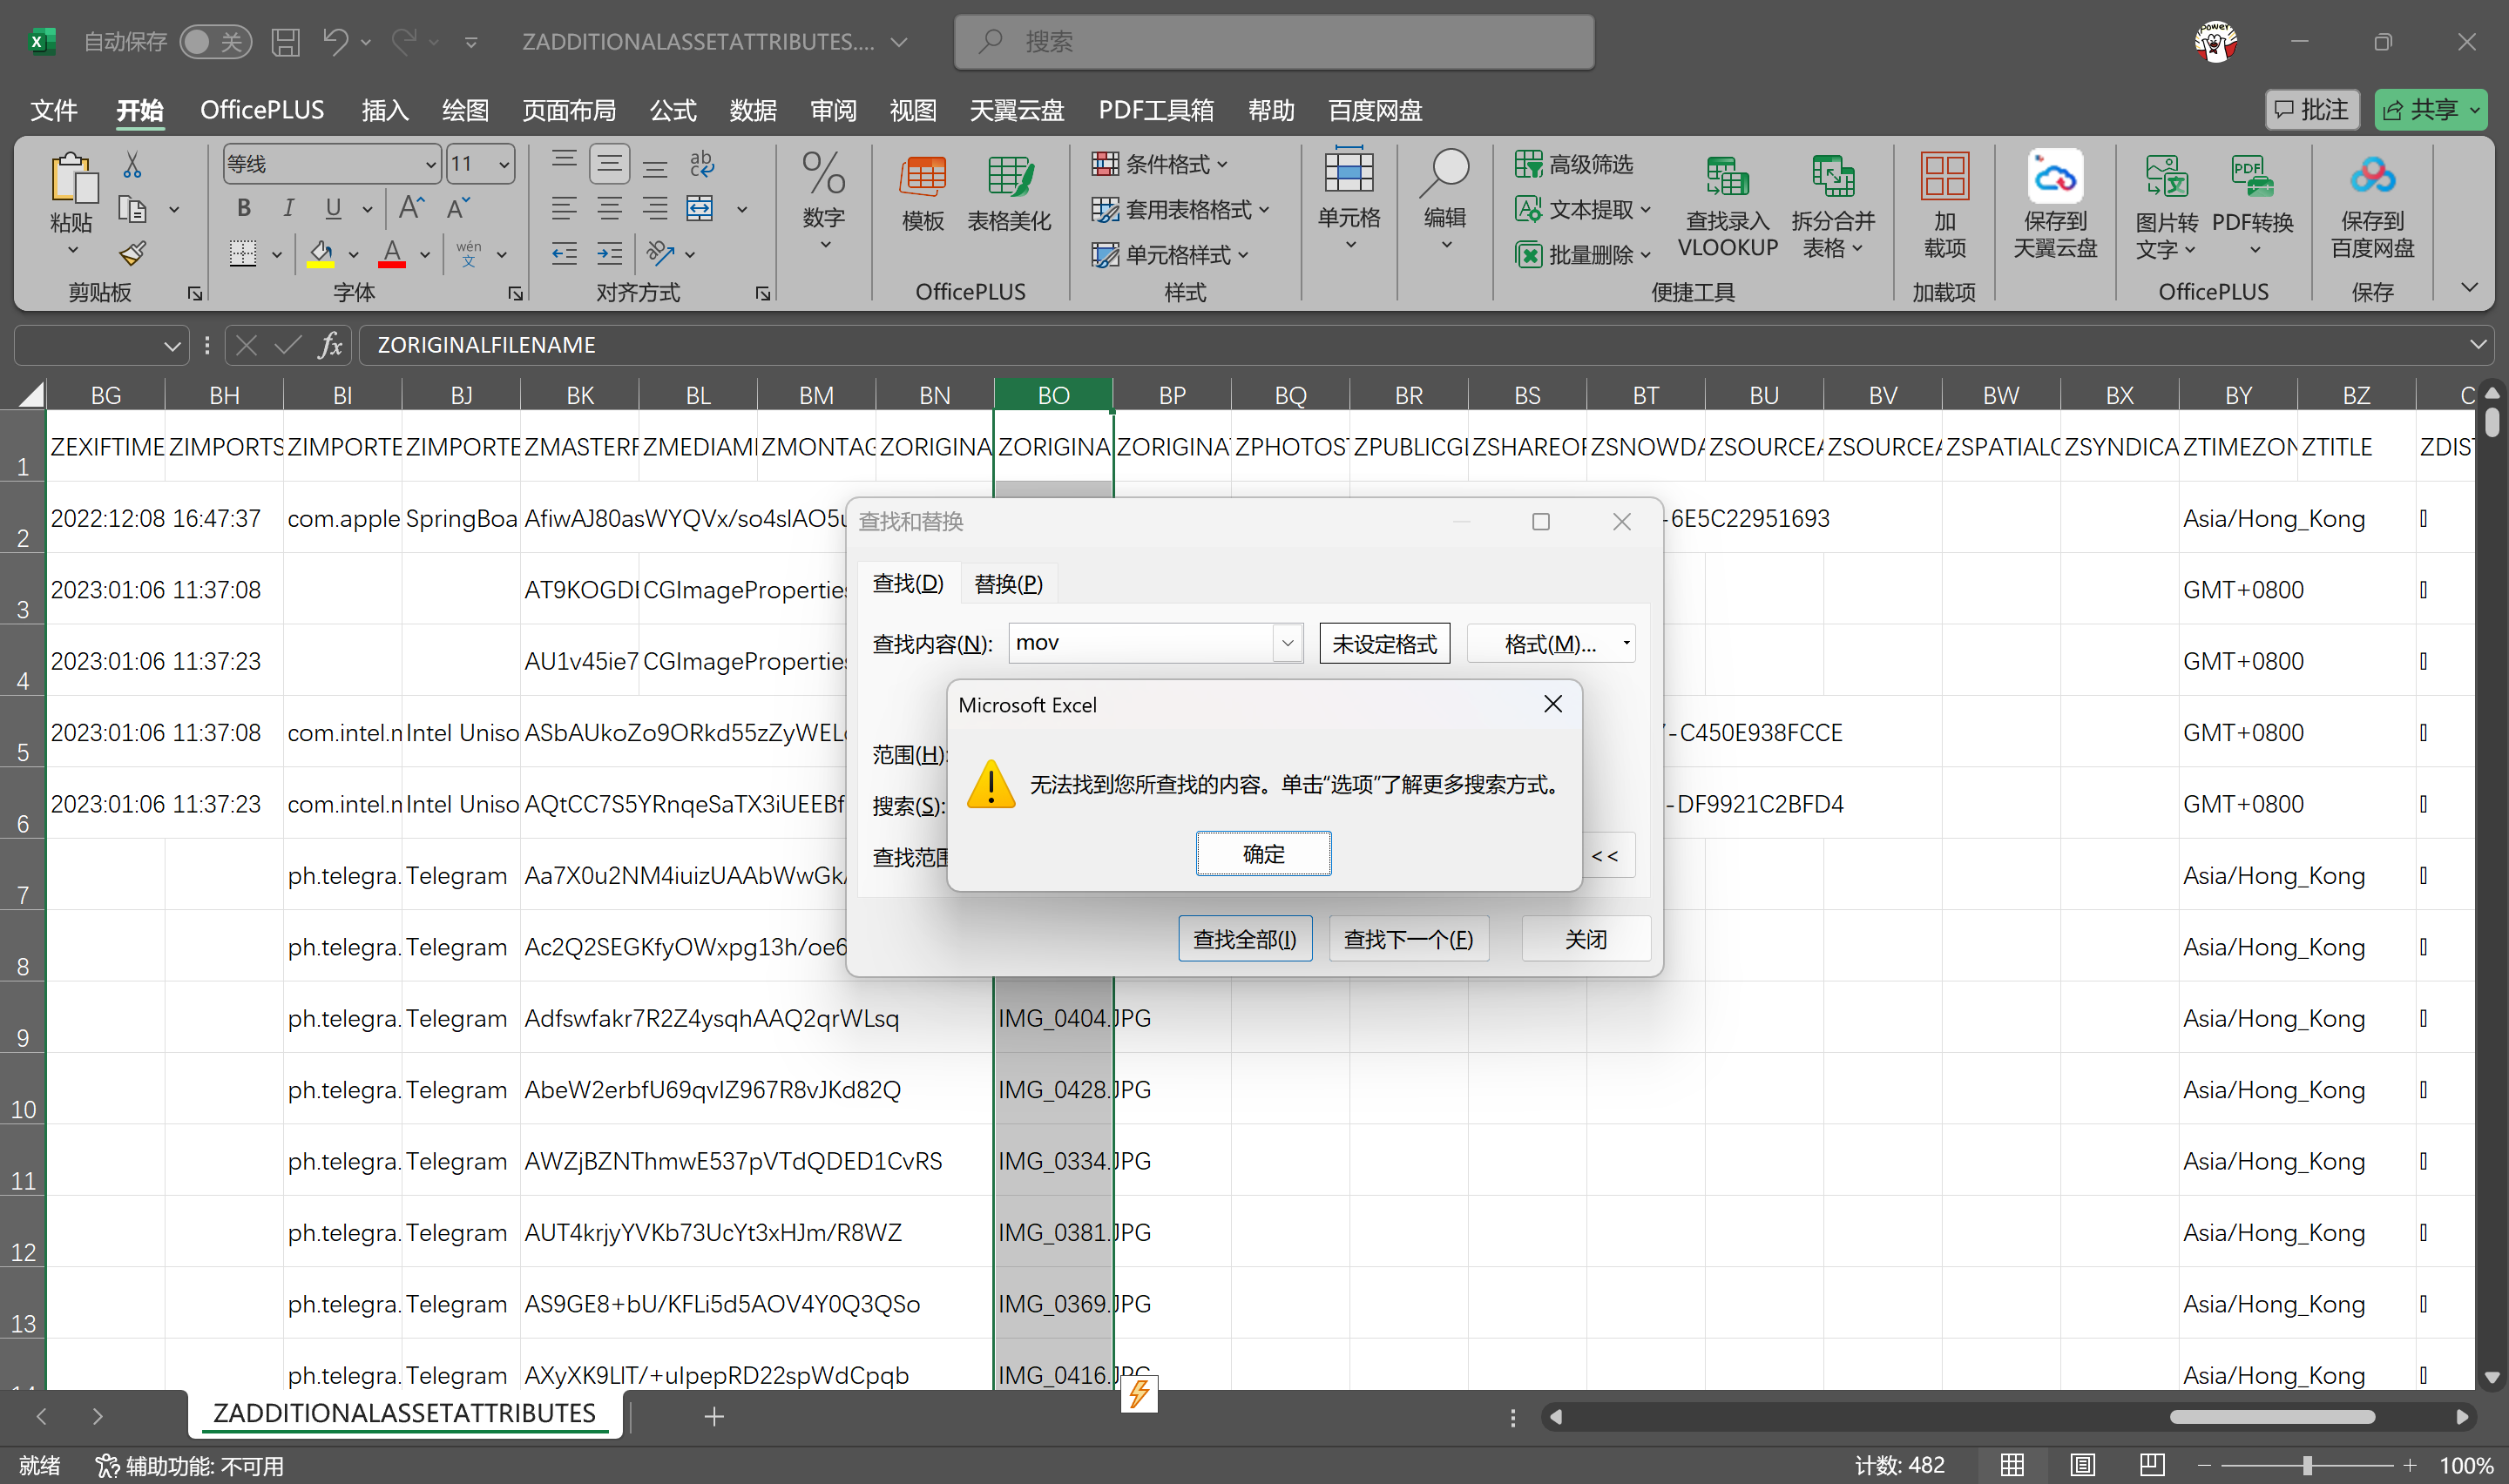 自动保存 关 ZADDITIONALASSETATTRIBUTES.... 搜索
文件 开始 OfficePLUS 插入 绘图 页面布局 公式 数据 审阅 视图 天翼云盘 PDF工具箱 帮助 百度网盘 批注 共享
粘贴
剪贴板
等线 11
B I U A A
A wén 文
字体
ab c
对齐方式
% 数字
模板 表格美化
OfficePLUS
条件格式
套用表格格式
单元格样式
样式
单元格
编辑
高级筛选
文本提取
批量删除
查找录入 VLOOKUP
拆分合并 表格
便捷工具
加 载项
加载项
保存到 天翼云盘
图片转 文字
PDF转换
OfficePLUS
保存到 百度网盘
保存
fx ZORIGINALFILENAME
BG BH BI BJ BK BL BM BN BO BP BQ BR BS BT BU BV BW BX BY BZ C
1 ZEXIFTIME ZIMPORTS ZIMPORTE ZIMPORTE ZMASTERF ZMEDIAME ZMONTAG ZORIGINA ZORIGINA ZORIGINA ZPHOTOS ZPUBLICGL ZSHAREOF ZSNOWDA ZSOURCEA ZSOURCEA ZSPATIALO ZSYNDICA ZTIMEZON ZTITLE ZDIS
2 2022:12:08 16:47:37 com.apple SpringBoa AfiwAJ80asWYQVx/so4slAO5u -6E5C22951693 Asia/Hong_Kong
3 2023:01:06 11:37:08 AT9KOGDI CGImageProperties GMT+0800
4 2023:01:06 11:37:23 AU1v45ie7 CGImageProperties GMT+0800
5 2023:01:06 11:37:08 com.intel.n Intel Uniso ASbAUkoZo9ORkd55zZyWEL -C450E938FCCE GMT+0800
6 2023:01:06 11:37:23 com.intel.n Intel Uniso AQtCC7S5YRnqeSaTX3iUEEBf -DF9921C2BFD4 GMT+0800
7 ph.telegra. Telegram Aa7X0u2NM4iuizUAAbWwGk/ Asia/Hong_Kong
8 ph.telegra. Telegram Ac2Q2SEGKfyOWxpg13h/oe6 Asia/Hong_Kong
9 ph.telegra. Telegram Adfswfakr7R2Z4ysqhAAQ2qrWLsq IMG_0404.JPG Asia/Hong_Kong
10 ph.telegra. Telegram AbeW2erbfU69qvIZ967R8vJKd82Q IMG_0428.JPG Asia/Hong_Kong
11 ph.telegra. Telegram AWZjBZNThmwE537pVTdQDED1CvRS IMG_0334.JPG Asia/Hong_Kong
12 ph.telegra. Telegram AUT4krjyYVKb73UcYt3xHJm/R8WZ IMG_0381.JPG Asia/Hong_Kong
13 ph.telegra. Telegram AS9GE8+bU/KFLi5d5AOV4Y0Q3QSo IMG_0369.JPG Asia/Hong_Kong
14 ph.telegra. Telegram AXyXK9LlT/+uIpepRD22spWdCpqb IMG_0416.JPG Asia/Hong_Kong
查找和替换
查找(D) 替换(P)
查找内容(N): mov 未设定格式 格式(M)...
范围(H):
搜索(S):
查找范围
<<
Microsoft Excel
无法找到您所查找的内容。单击“选项”了解更多搜索方式。
确定
查找全部(I) 查找下一个(F) 关闭
ZADDITIONALASSETATTRIBUTES
就绪 辅助功能: 不可用 计数: 482 100%